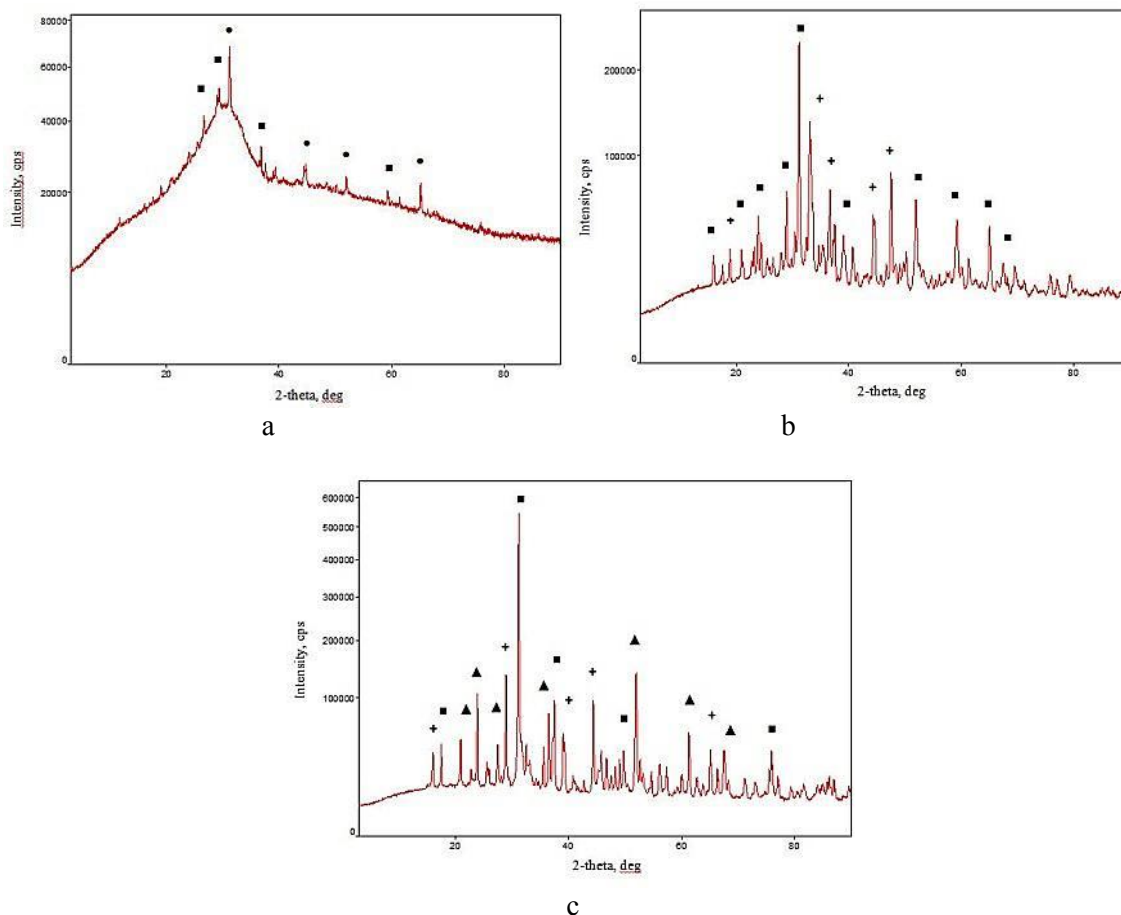 80000
60000
40000
20000
0
Intensity, cps
20 40 60 80
2-theta, deg
a
200000
100000
0
Intensity, cps
20 40 60 80
2-theta, deg
b
600000
500000
400000
300000
200000
100000
0
Intensity, cps
20 40 60 80
2-theta, deg
c